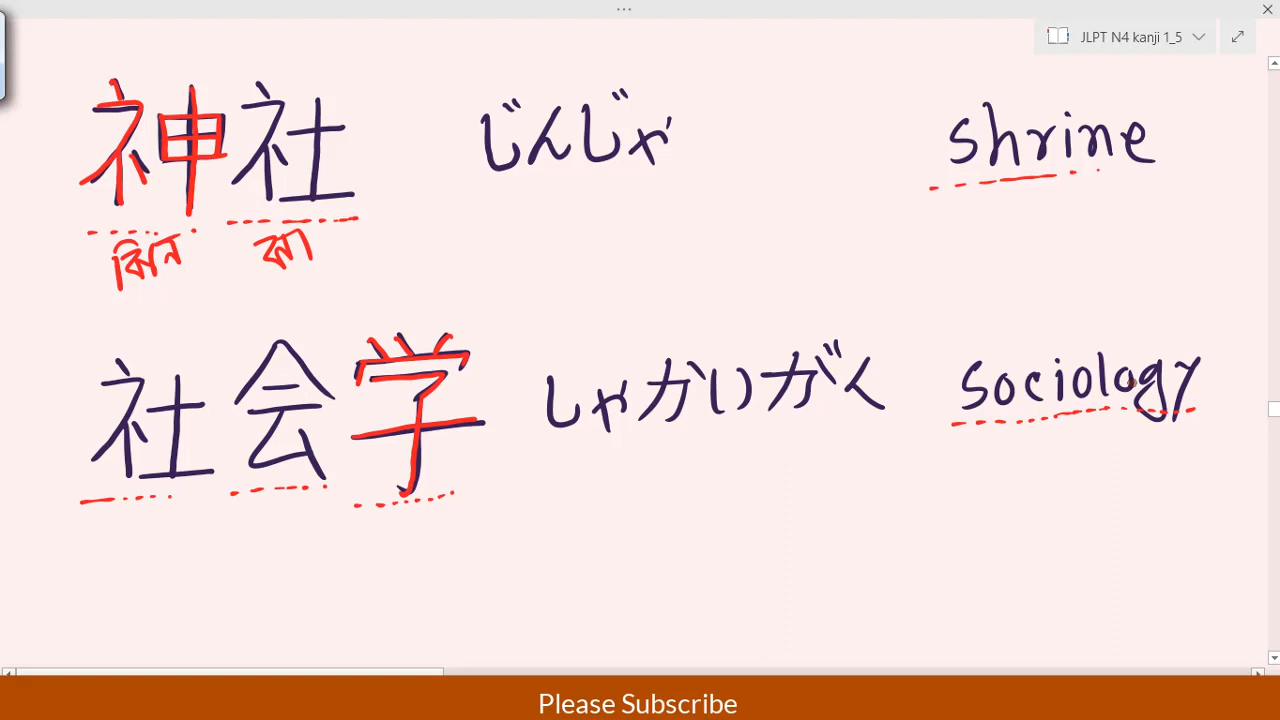 JLPT N4 kanji 1_5
神社 じんじゃ shrine
ঝিন ঝা
社会学 しゃかいがく sociology
Please Subscribe